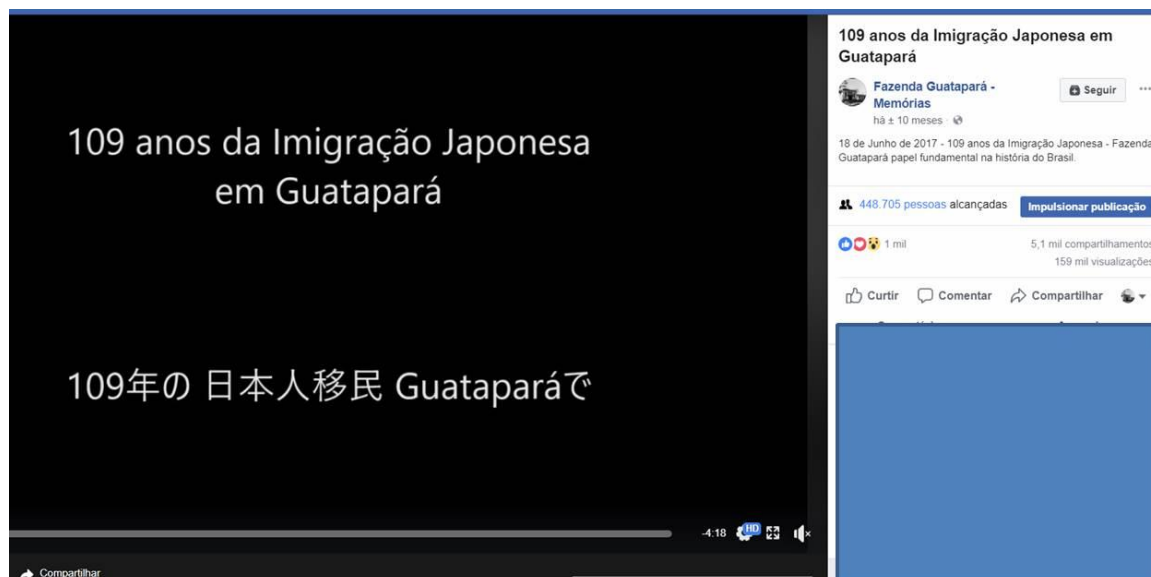 109 anos da Imigração Japonesa
em Guatapará
109年の 日本人移民 Guataparáで
-4:18
HD
Compartilhar
109 anos da Imigração Japonesa em
Guatapará
Fazenda Guatapará -
Memórias
Seguir
há ± 10 meses
18 de Junho de 2017 - 109 anos da Imigração Japonesa - Fazenda
Guatapará papel fundamental na história do Brasil.
448.705 pessoas alcançadas
Impulsionar publicação
1 mil
5,1 mil compartilhamentos
159 mil visualizações
Curtir Comentar Compartilhar